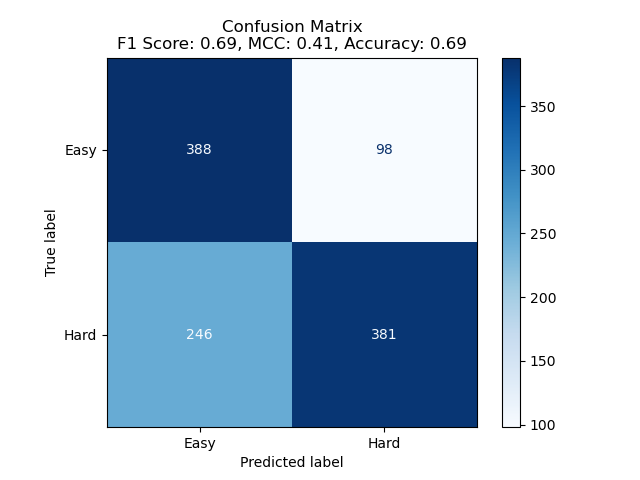 Confusion Matrix
F1 Score: 0.69, MCC: 0.41, Accuracy: 0.69
Easy
388
98
350
300
250
200
150
100
True label
Hard
246
381
Easy
Hard
Predicted label